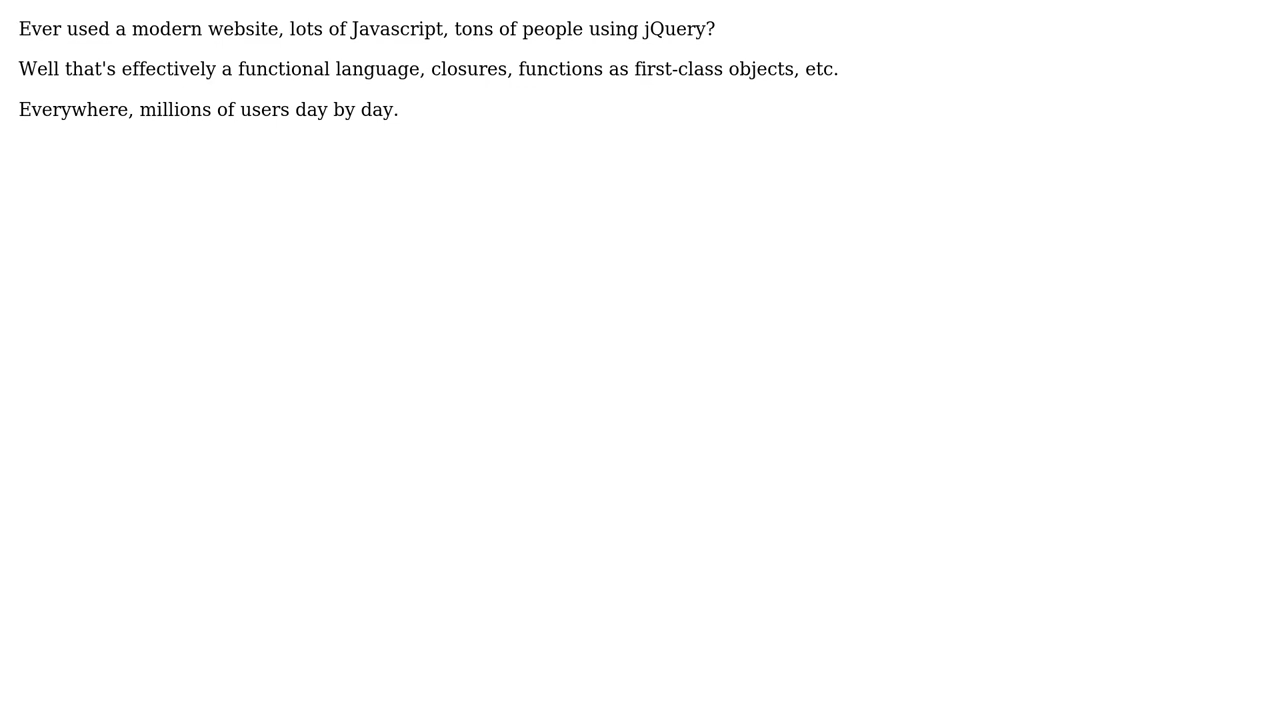 Ever used a modern website, lots of Javascript, tons of people using jQuery?
Well that's effectively a functional language, closures, functions as first-class objects, etc.
Everywhere, millions of users day by day.